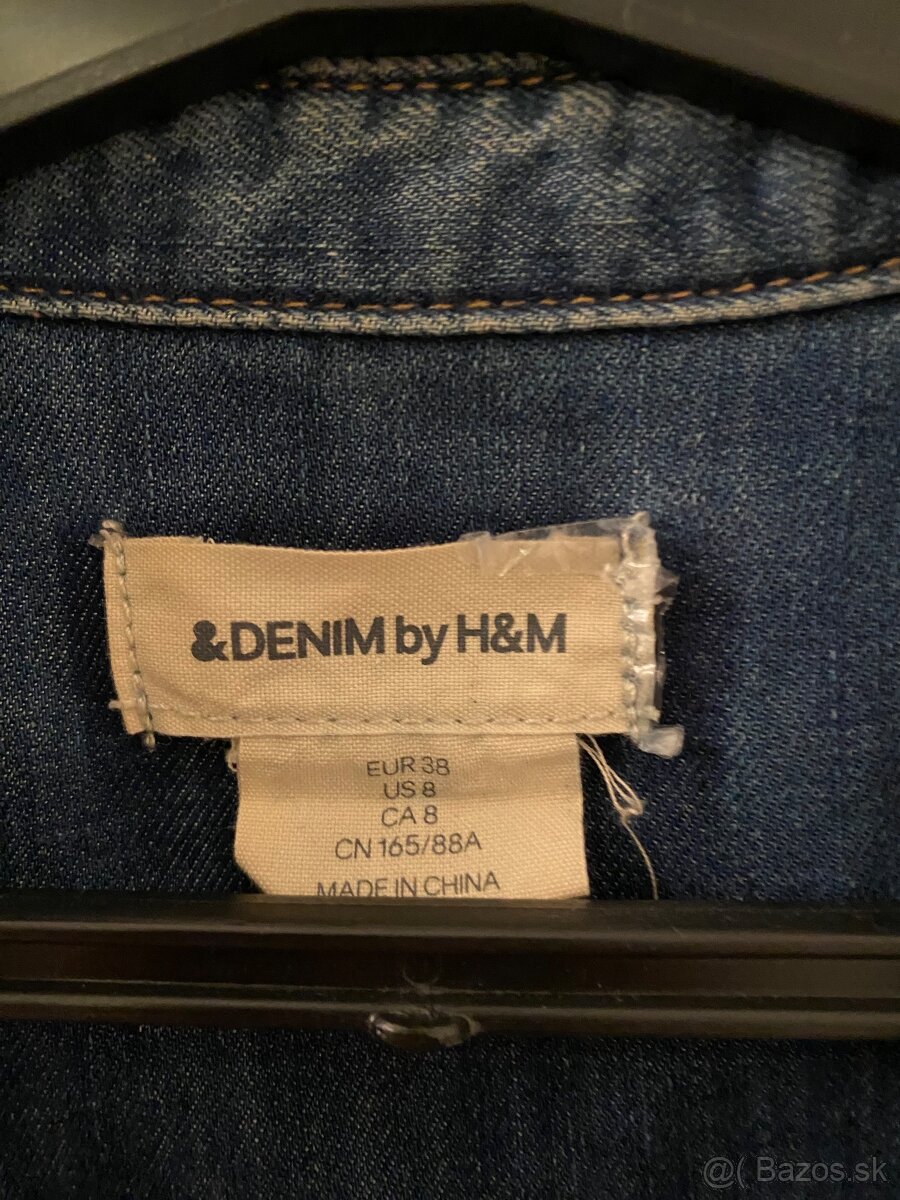 &DENIM by H&M
EUR 38
US 8
CA 8
CN 165/88A
MADE IN CHINA
@( Bazos.sk